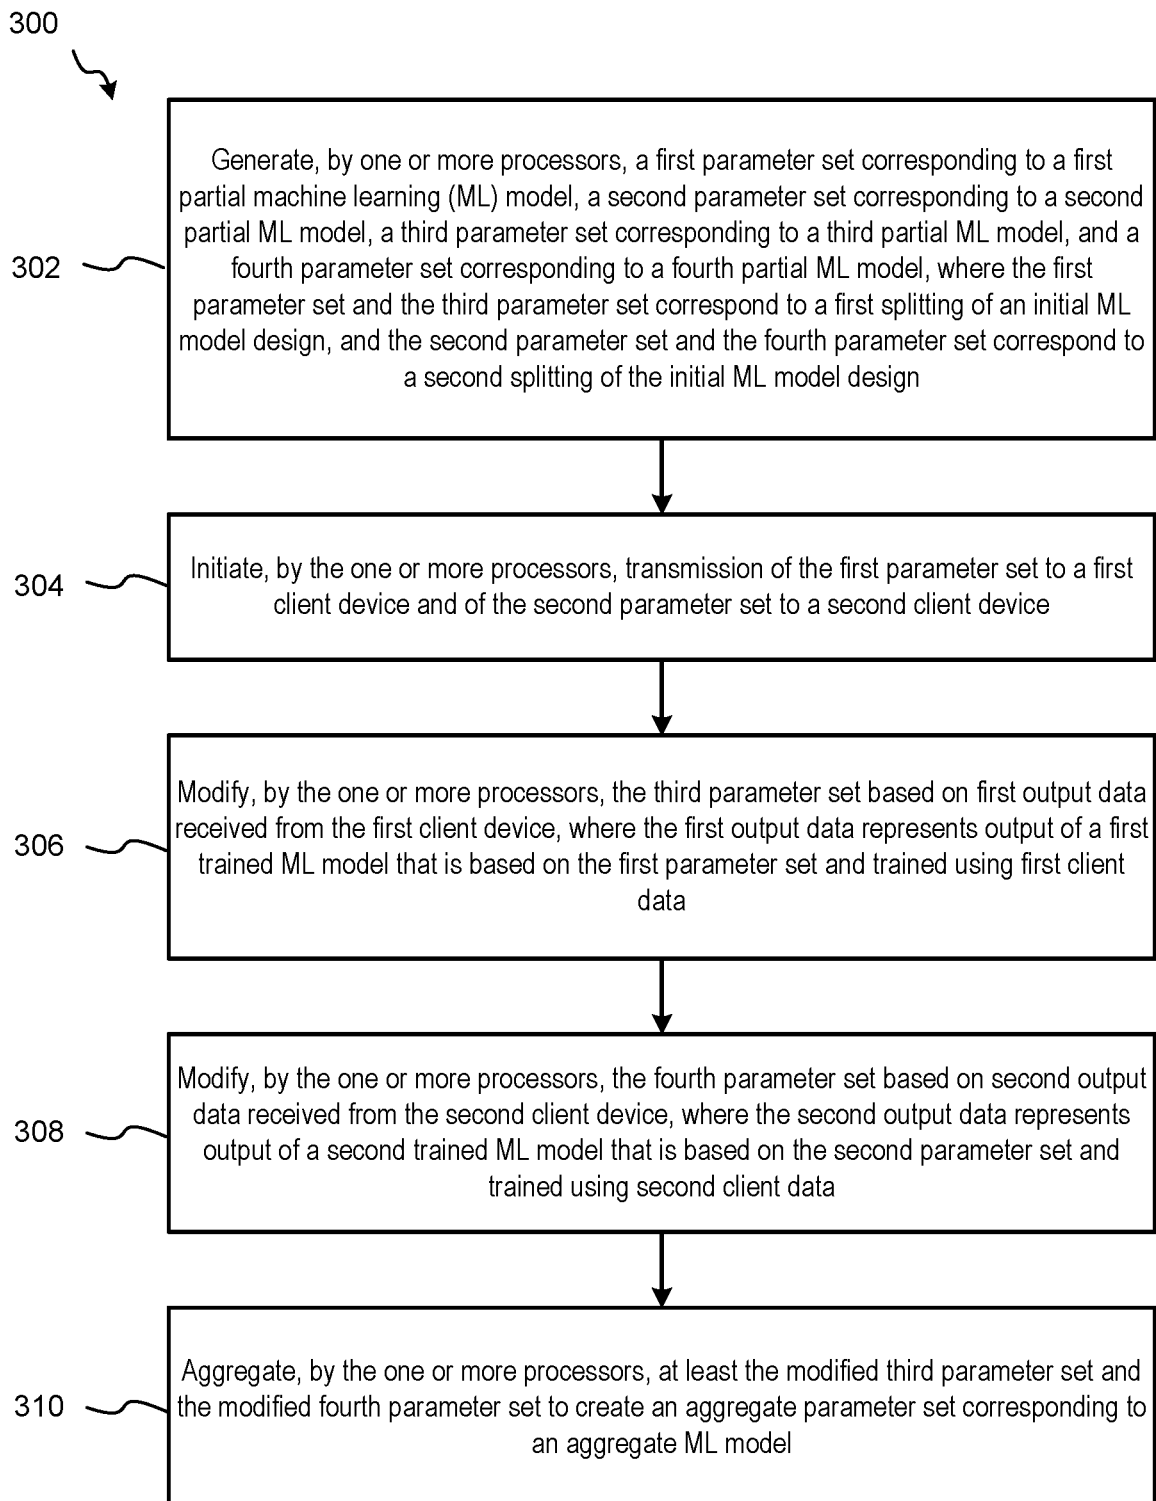 300
Generate, by one or more processors, a first parameter set corresponding to a first
partial machine learning (ML) model, a second parameter set corresponding to a second
partial ML model, a third parameter set corresponding to a third partial ML model, and a
fourth parameter set corresponding to a fourth partial ML model, where the first
parameter set and the third parameter set correspond to a first splitting of an initial ML
model design, and the second parameter set and the fourth parameter set correspond to
a second splitting of the initial ML model design
302
Initiate, by the one or more processors, transmission of the first parameter set to a first
client device and of the second parameter set to a second client device
304
Modify, by the one or more processors, the third parameter set based on first output data
received from the first client device, where the first output data represents output of a first
trained ML model that is based on the first parameter set and trained using first client
data
306
Modify, by the one or more processors, the fourth parameter set based on second output
data received from the second client device, where the second output data represents
output of a second trained ML model that is based on the second parameter set and
trained using second client data
308
Aggregate, by the one or more processors, at least the modified third parameter set and
the modified fourth parameter set to create an aggregate parameter set corresponding to
an aggregate ML model
310